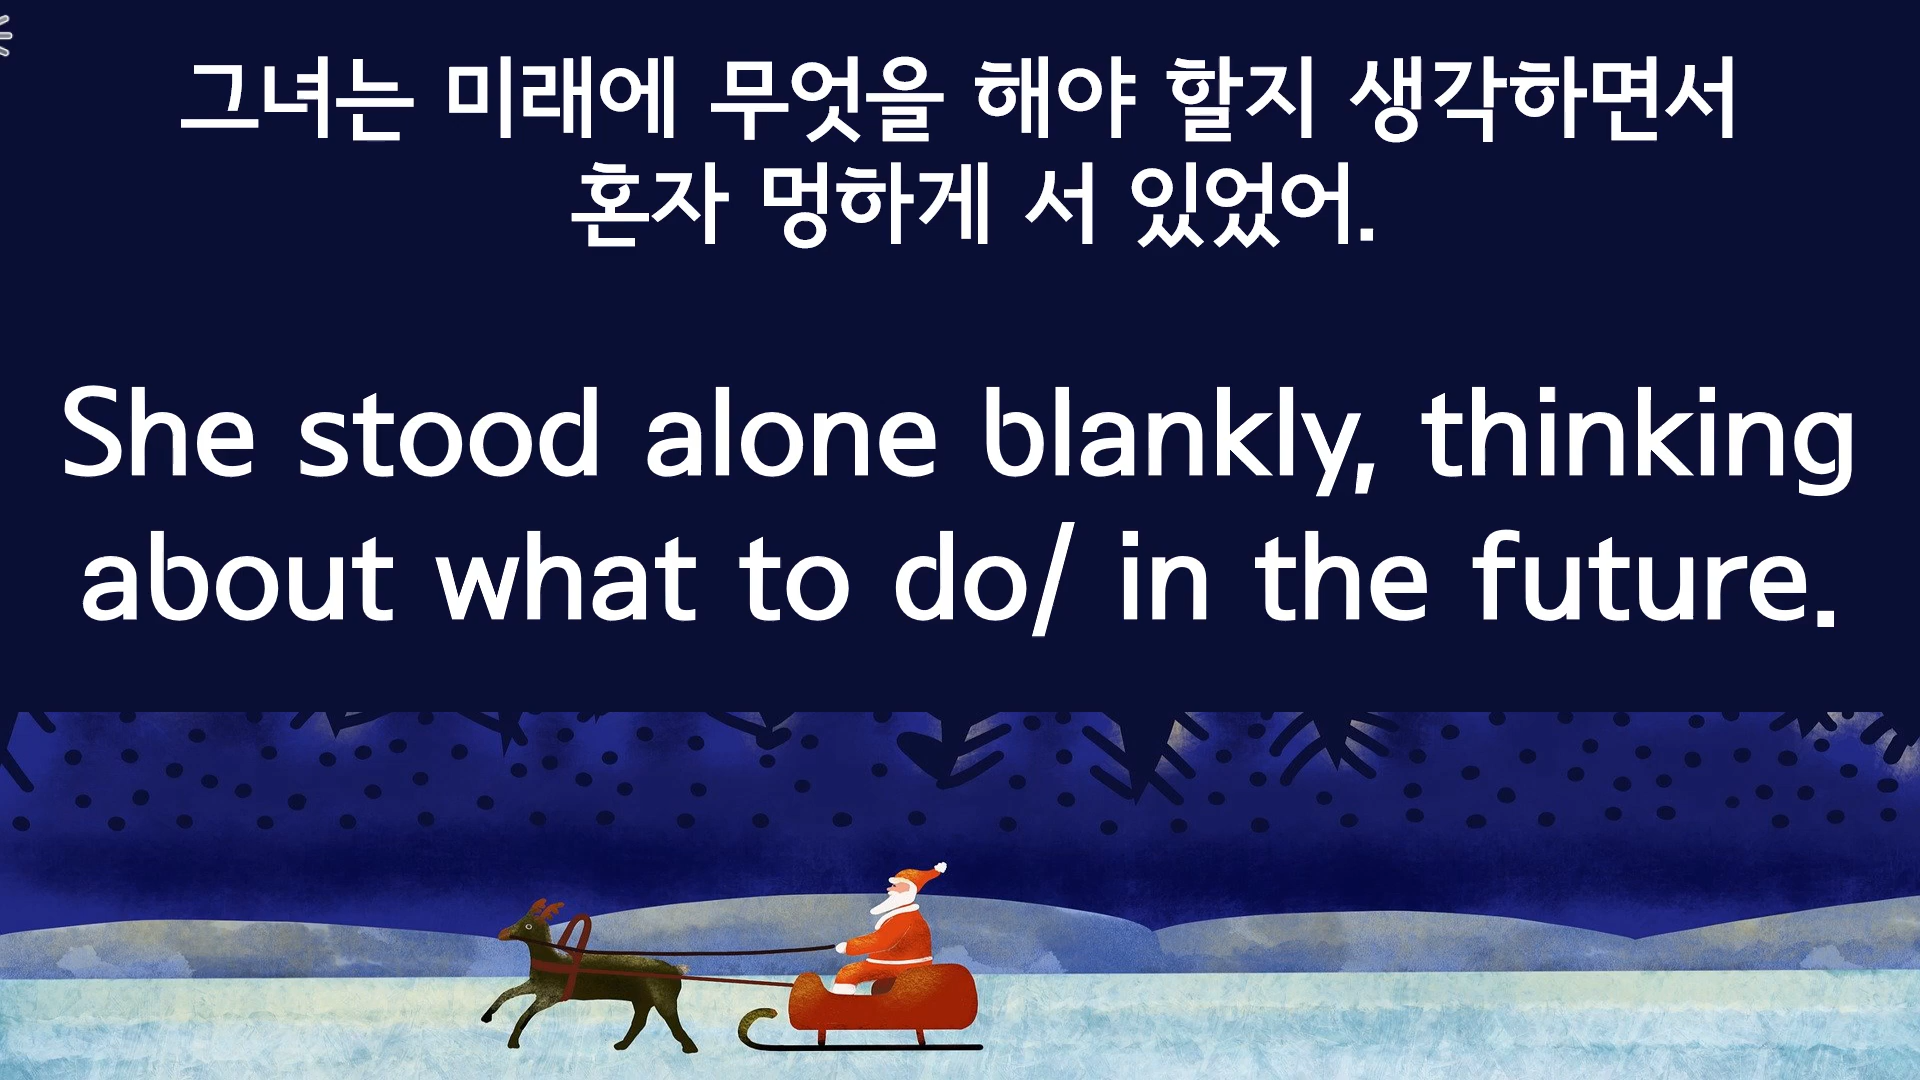 그녀는 미래에 무엇을 해야 할지 생각하면서
혼자 멍하게 서 있었어.
She stood alone blankly, thinking
about what to do/ in the future.